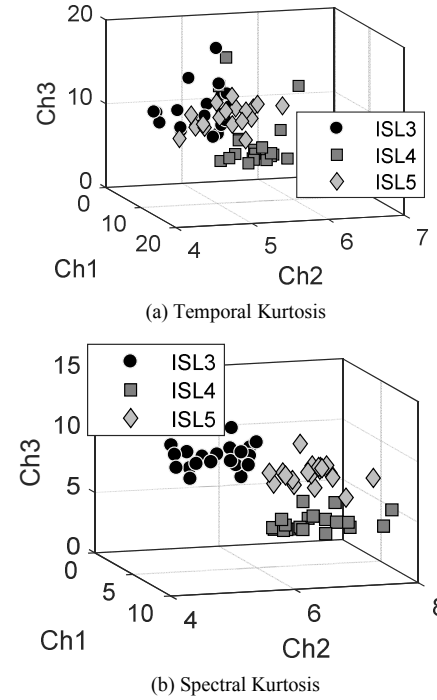 20
10
0
Ch3
0
10
20
Ch1
4
5
6
7
Ch2
ISL3
ISL4
ISL5
(a) Temporal Kurtosis
15
10
5
0
Ch3
0
5
10
Ch1
4
6
8
Ch2
ISL3
ISL4
ISL5
(b) Spectral Kurtosis